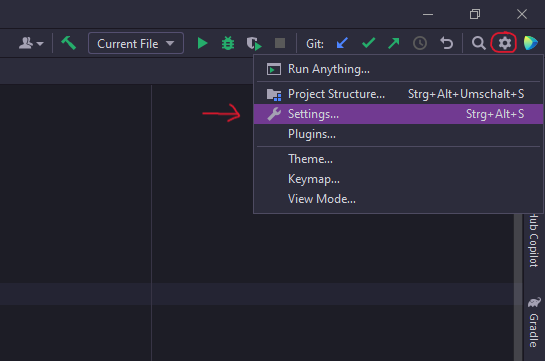 Current File
Git:
Run Anything...
Project Structure... Strg+Alt+Umschalt+S
Settings... Strg+Alt+S
Plugins...
Theme...
Keymap...
View Mode...
Hub Copilot
Gradle